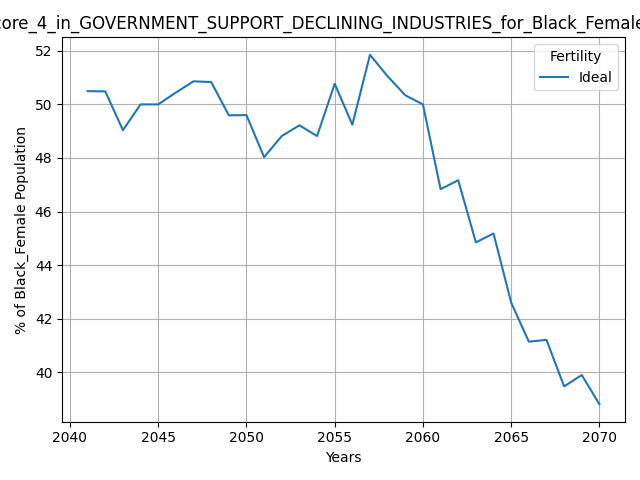 core_4_in_GOVERNMENT_SUPPORT_DECLINING_INDUSTRIES_for_Black_Female
Fertility
Ideal
% of Black_Female Population
52
50
48
46
44
42
40
2040 2045 2050 2055 2060 2065 2070
Years